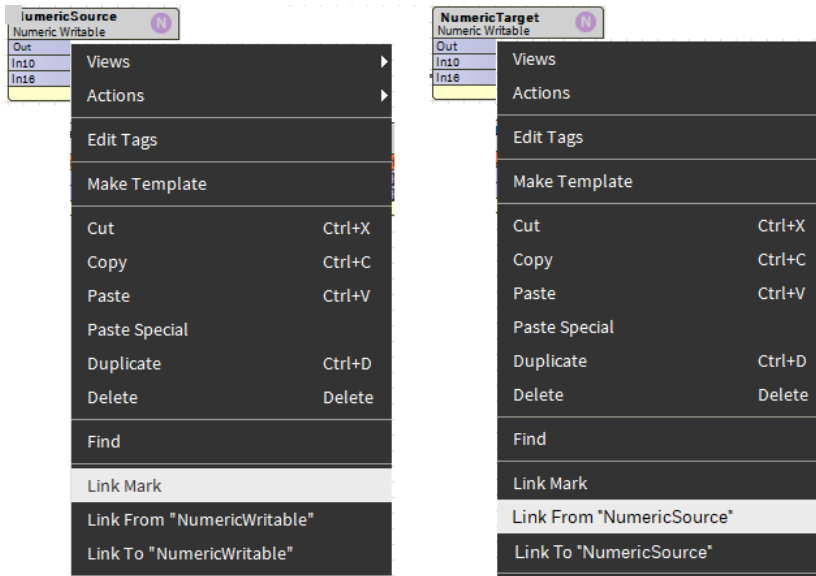 NumericSource
Numeric Writable
N
Out
In10
In16
Views
Actions
Edit Tags
Make Template
Cut Ctrl+X
Copy Ctrl+C
Paste Ctrl+V
Paste Special
Duplicate Ctrl+D
Delete Delete
Find
Link Mark
Link From "NumericWritable"
Link To "NumericWritable"
NumericTarget
Numeric Writable
N
Out
In10
In16
Views
Actions
Edit Tags
Make Template
Cut Ctrl+X
Copy Ctrl+C
Paste Ctrl+V
Paste Special
Duplicate Ctrl+D
Delete Delete
Find
Link Mark
Link From "NumericSource"
Link To "NumericSource"